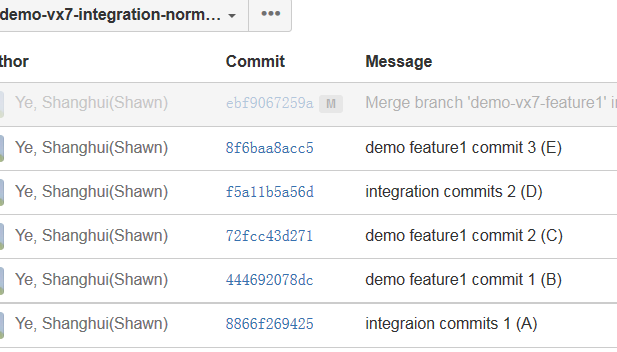 demo-vx7-integration-norm... •••
thor Commit Message
Ye, Shanghui(Shawn) ebf9067259a M Merge branch 'demo-vx7-feature1' i
Ye, Shanghui(Shawn) 8f6baa8acc5 demo feature1 commit 3 (E)
Ye, Shanghui(Shawn) f5a11b5a56d integration commits 2 (D)
Ye, Shanghui(Shawn) 72fcc43d271 demo feature1 commit 2 (C)
Ye, Shanghui(Shawn) 444692078dc demo feature1 commit 1 (B)
Ye, Shanghui(Shawn) 8866f269425 integraion commits 1 (A)